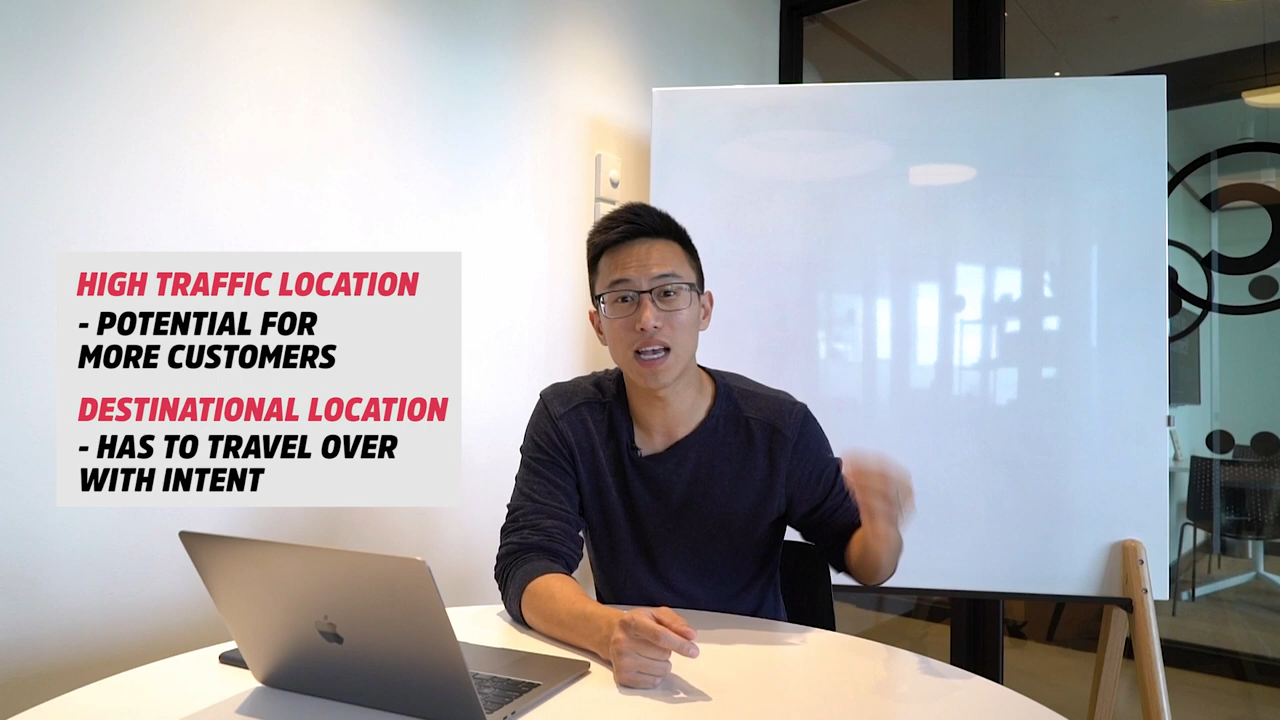 HIGH TRAFFIC LOCATION
- POTENTIAL FOR
MORE CUSTOMERS
DESTINATIONAL LOCATION
- HAS TO TRAVEL OVER
WITH INTENT